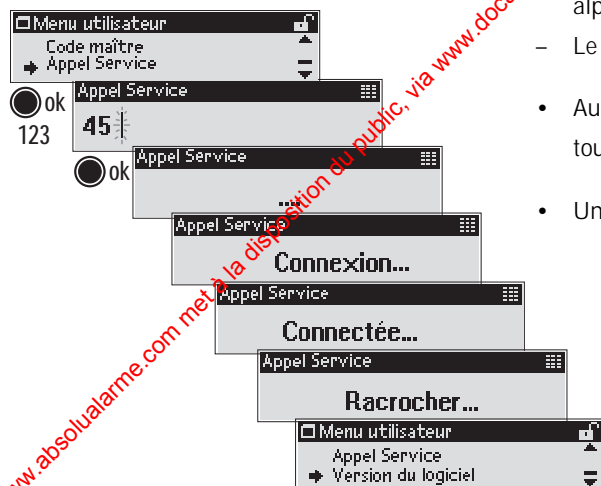 Menu utilisateur
Code maître
Appel Service
ok
123
Appel Service
45
ok
Appel Service
....
Appel Service
Connexion...
Appel Service
Connectée...
Appel Service
Racrocher...
Menu utilisateur
Appel Service
Version du logiciel
– Le
• Au
tou
• Un
www.absolualarme.com met à la disposition du public, via www.doc